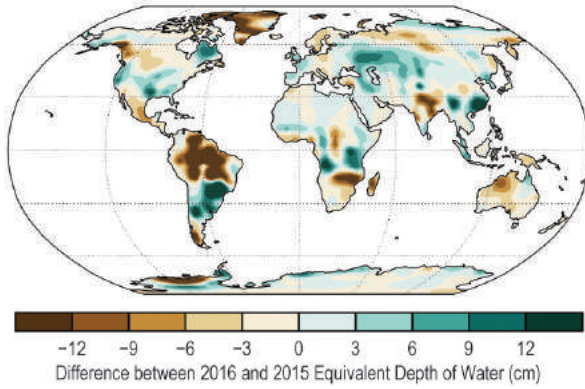 −12 −9 −6 −3 0 3 6 9 12
Difference between 2016 and 2015 Equivalent Depth of Water (cm)